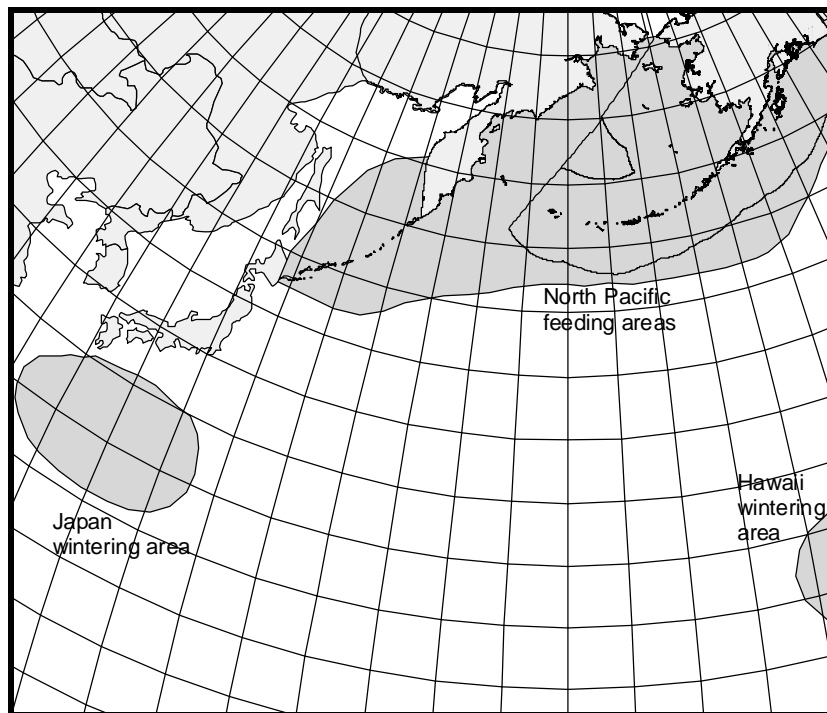 North Pacific
feeding areas
Hawaii
wintering
area
Japan
wintering area